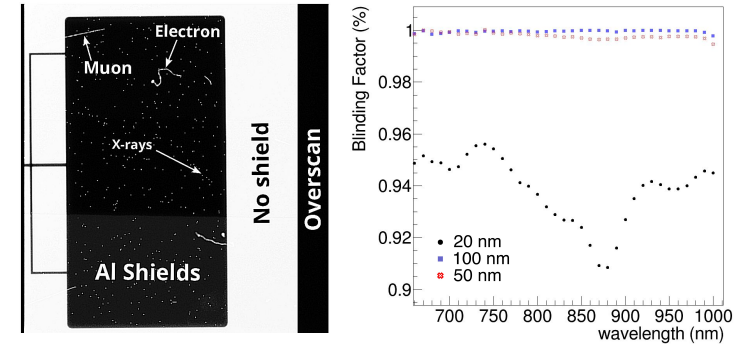 Electron
Muon
X-rays
No shield
Overscan
Al Shields
Blinding Factor (%)
1
0.98
0.96
0.94
0.92
0.9
20 nm
100 nm
50 nm
700 750 800 850 900 950 1000
wavelength (nm)